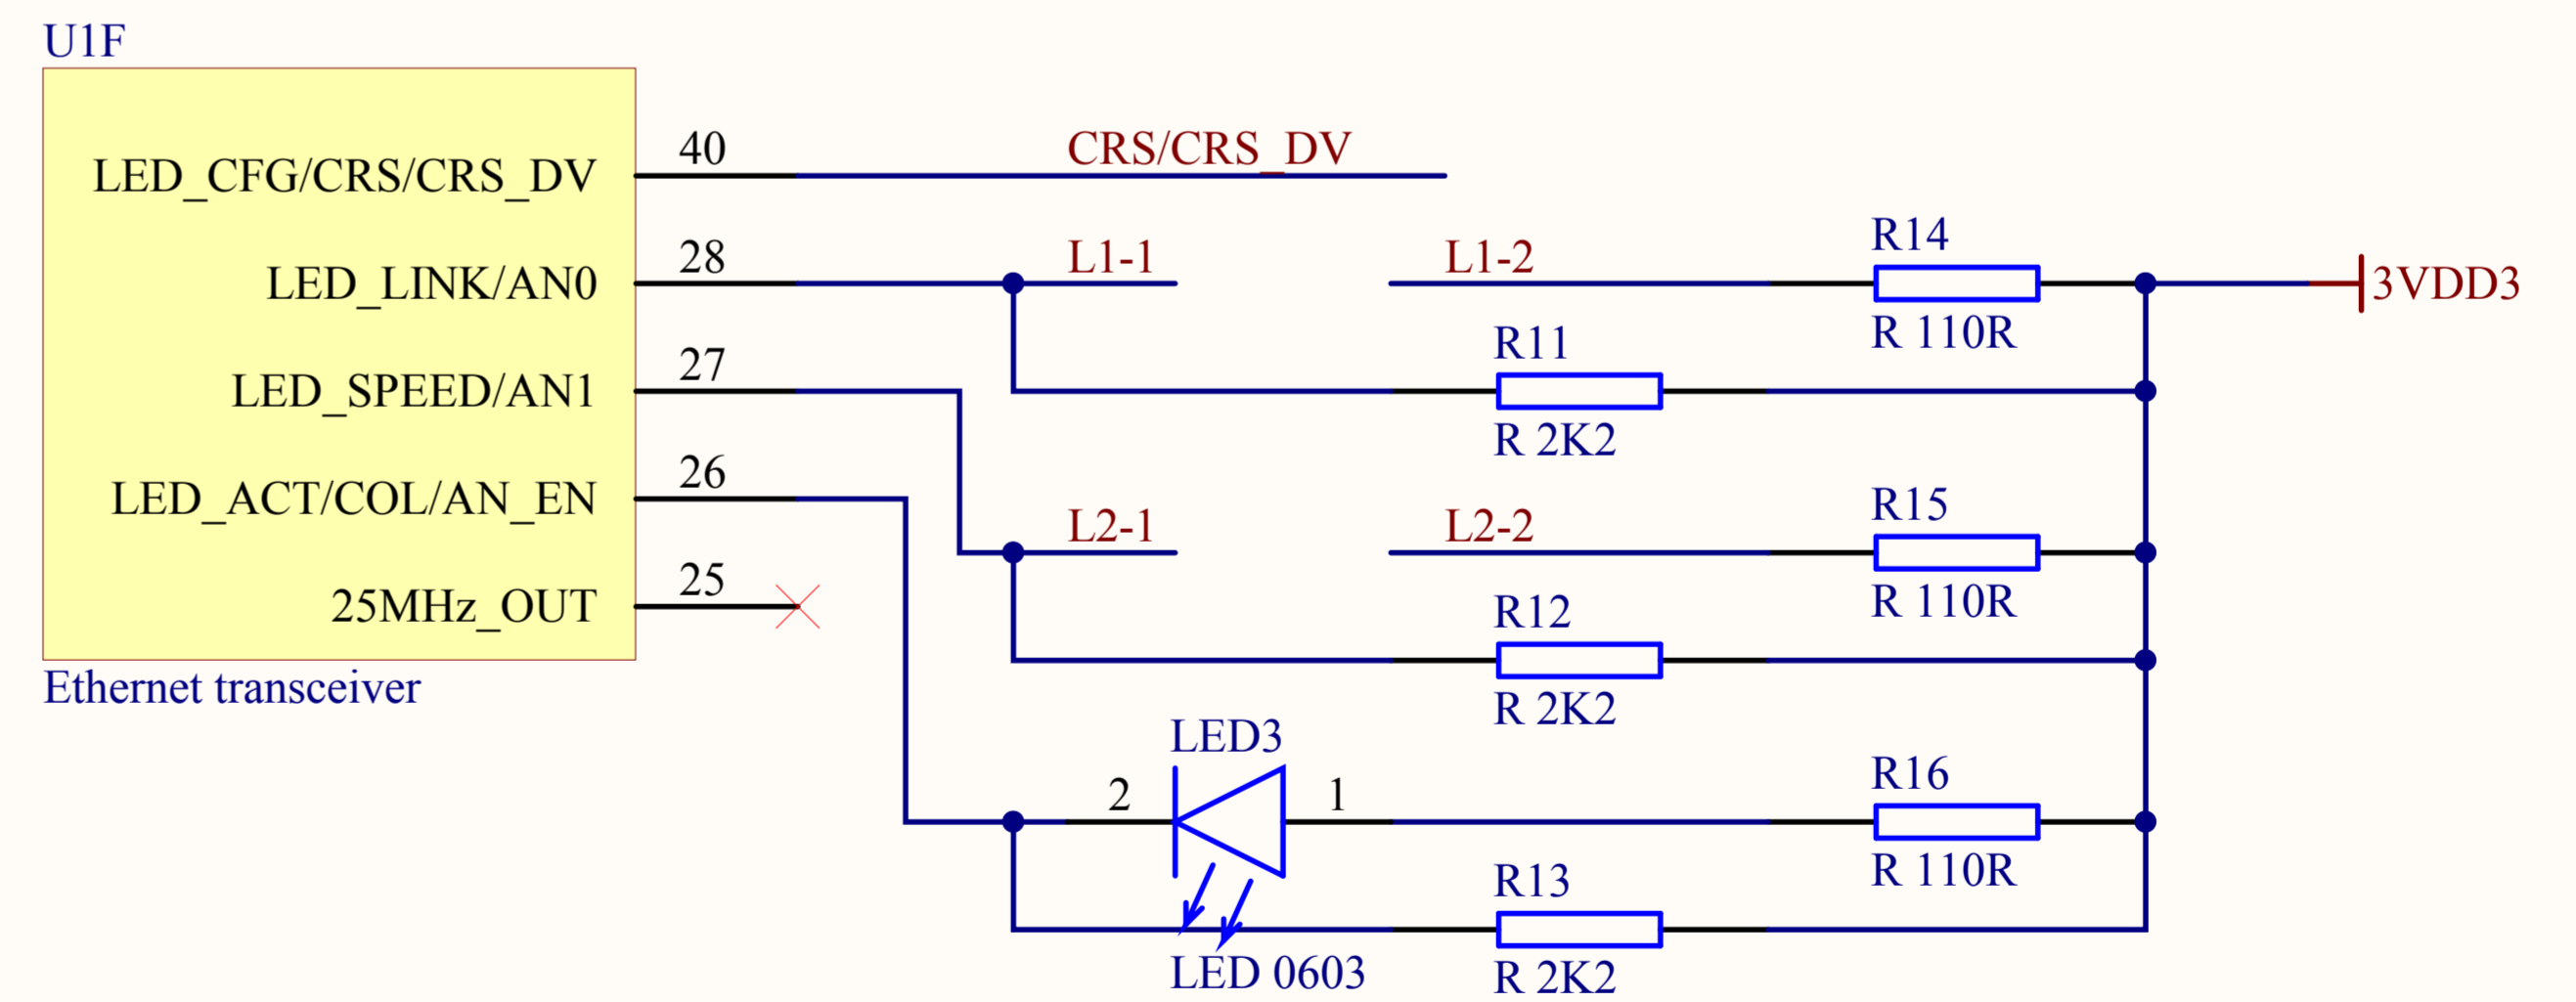 U1F
LED_CFG/CRS/CRS_DV
40
CRS/CRS_DV
LED_LINK/AN0
28
L1-1
L1-2
R14
R 110R
3VDD3
LED_SPEED/AN1
27
R11
R 2K2
LED_ACT/COL/AN_EN
26
L2-1
L2-2
R15
R 110R
25MHz_OUT
25
R12
R 2K2
Ethernet transceiver
LED3
2
1
R16
R 110R
R13
R 2K2
LED 0603